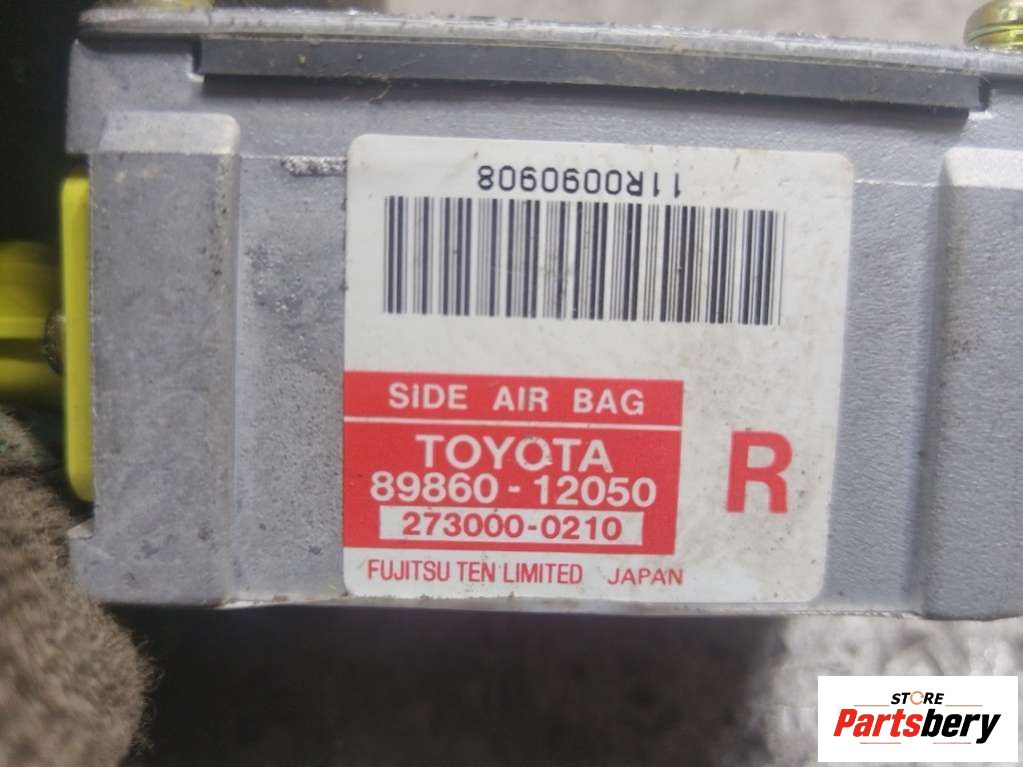 11R0090908
SIDE AIR BAG
TOYOTA
89860-12050
273000-0210
R
FUJITSU TEN LIMITED JAPAN
STORE
Partsbery